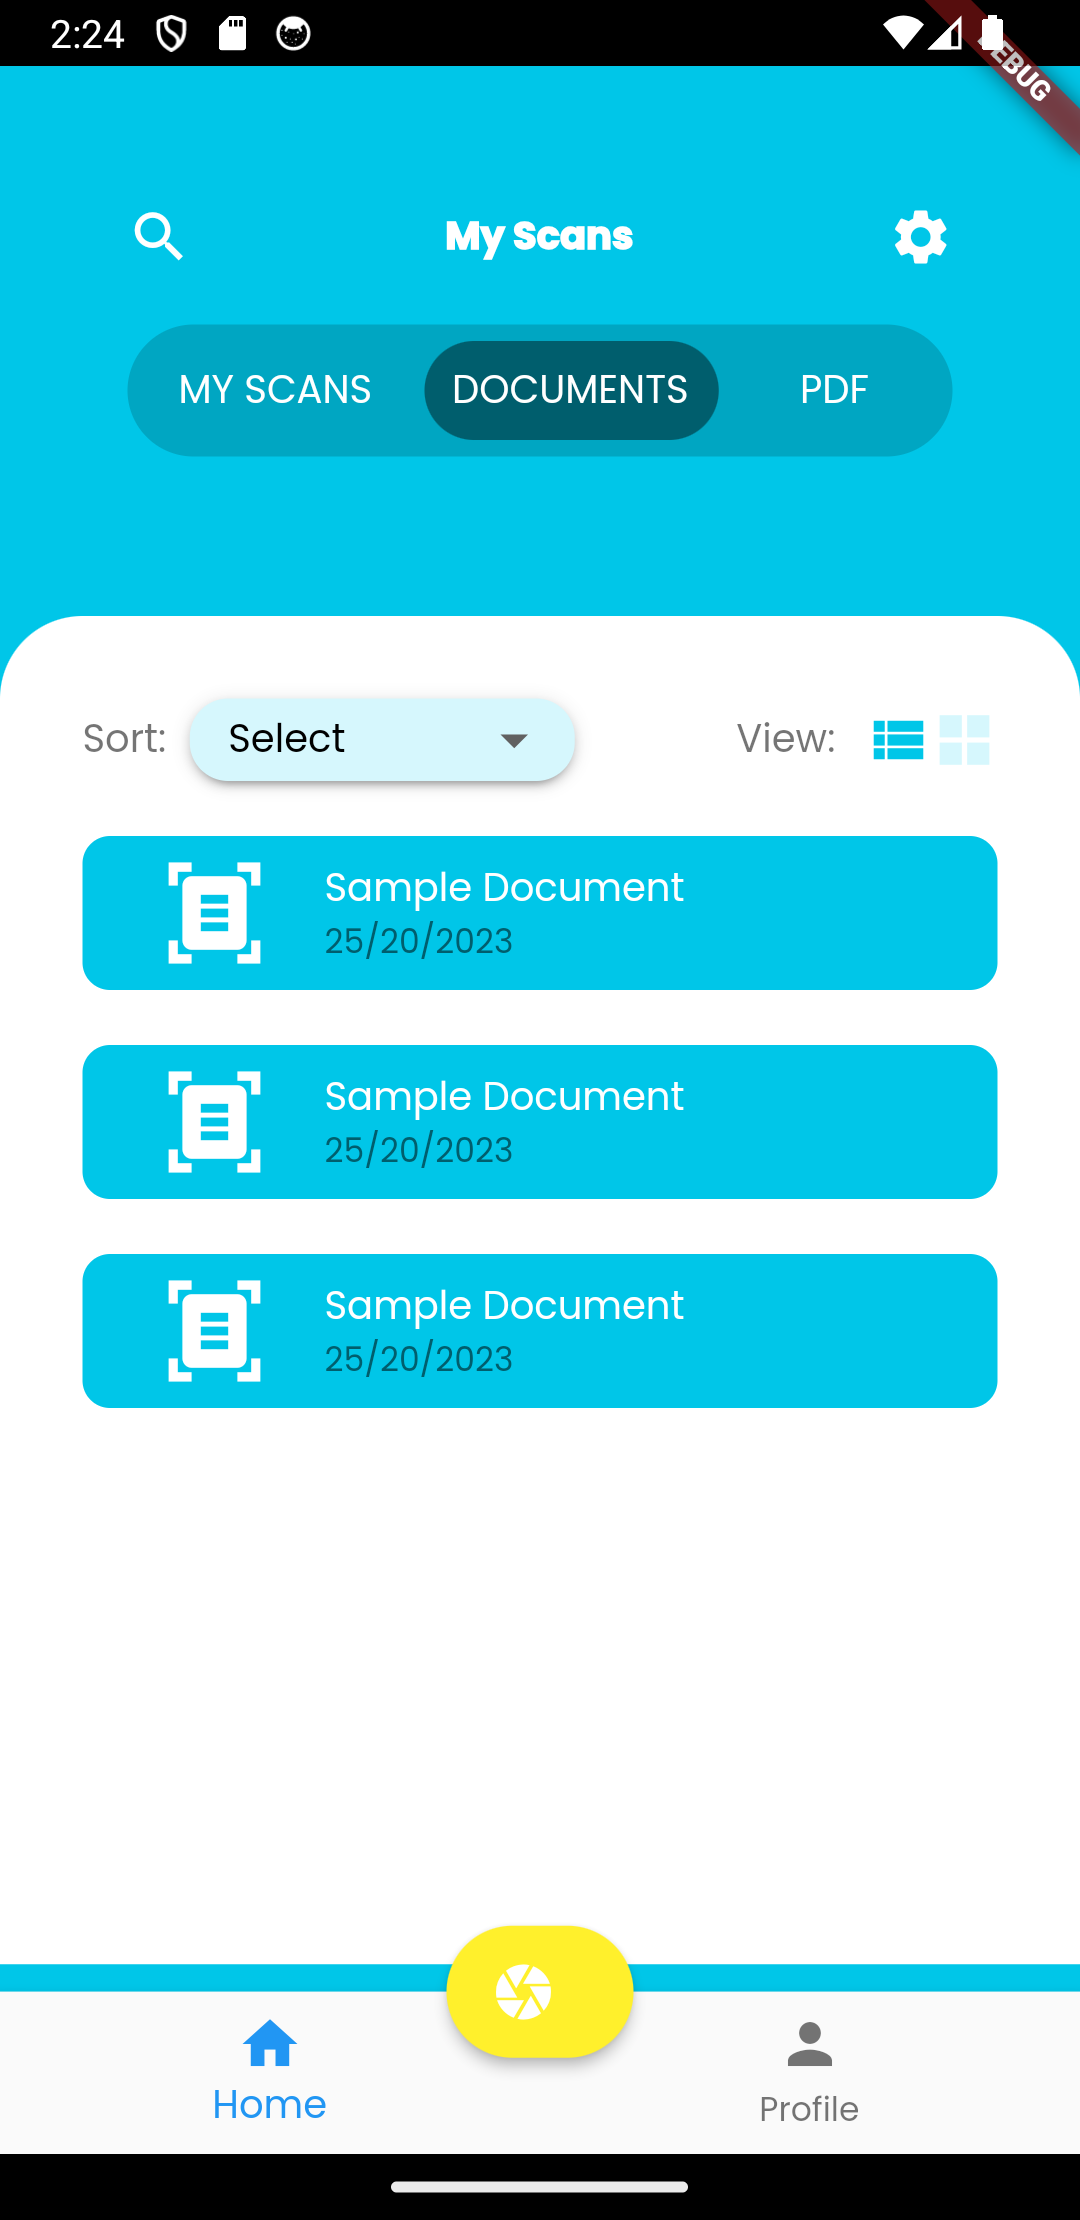 2:24
EBUG
My Scans
MY SCANS DOCUMENTS PDF
Sort: Select View:
Sample Document
25/20/2023
Sample Document
25/20/2023
Sample Document
25/20/2023
Home Profile